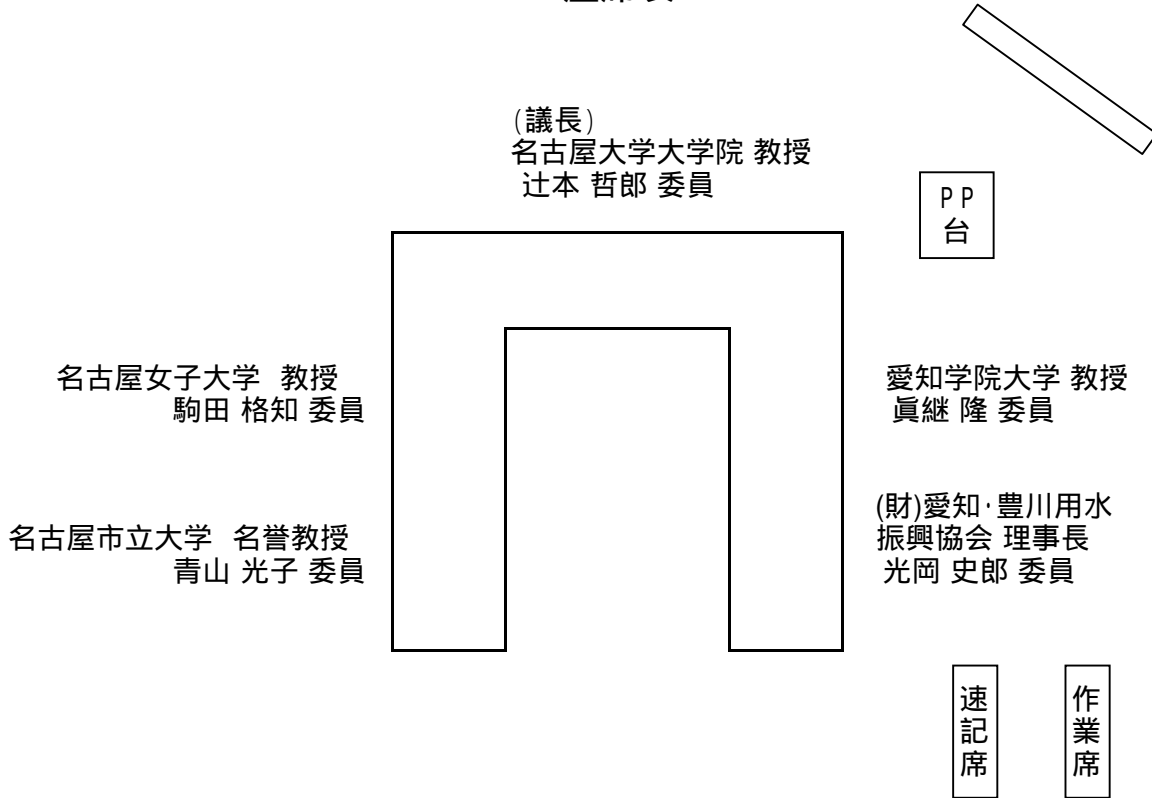 (議長)
名古屋大学大学院 教授
辻本 哲郎 委員
PP
台
名古屋女子大学 教授
駒田 格知 委員
愛知学院大学 教授
眞継 隆 委員
名古屋市立大学 名誉教授
青山 光子 委員
(財)愛知・豊川用水
振興協会 理事長
光岡 史郎 委員
速記席
作業席